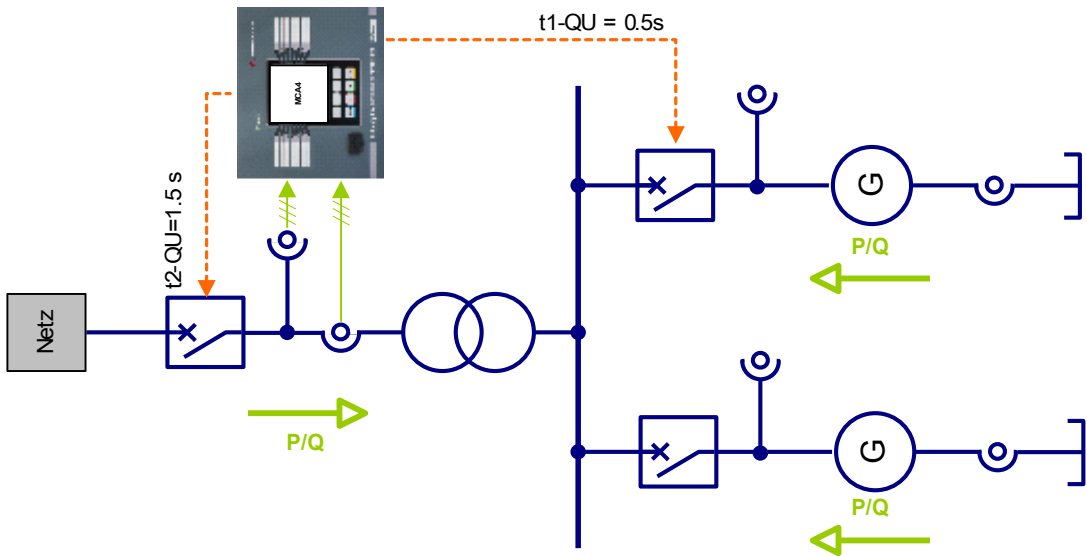 t1-QU = 0.5s
MCA4
t2-QU=1.5 s
G
P/Q
Netz
P/Q
G
P/Q